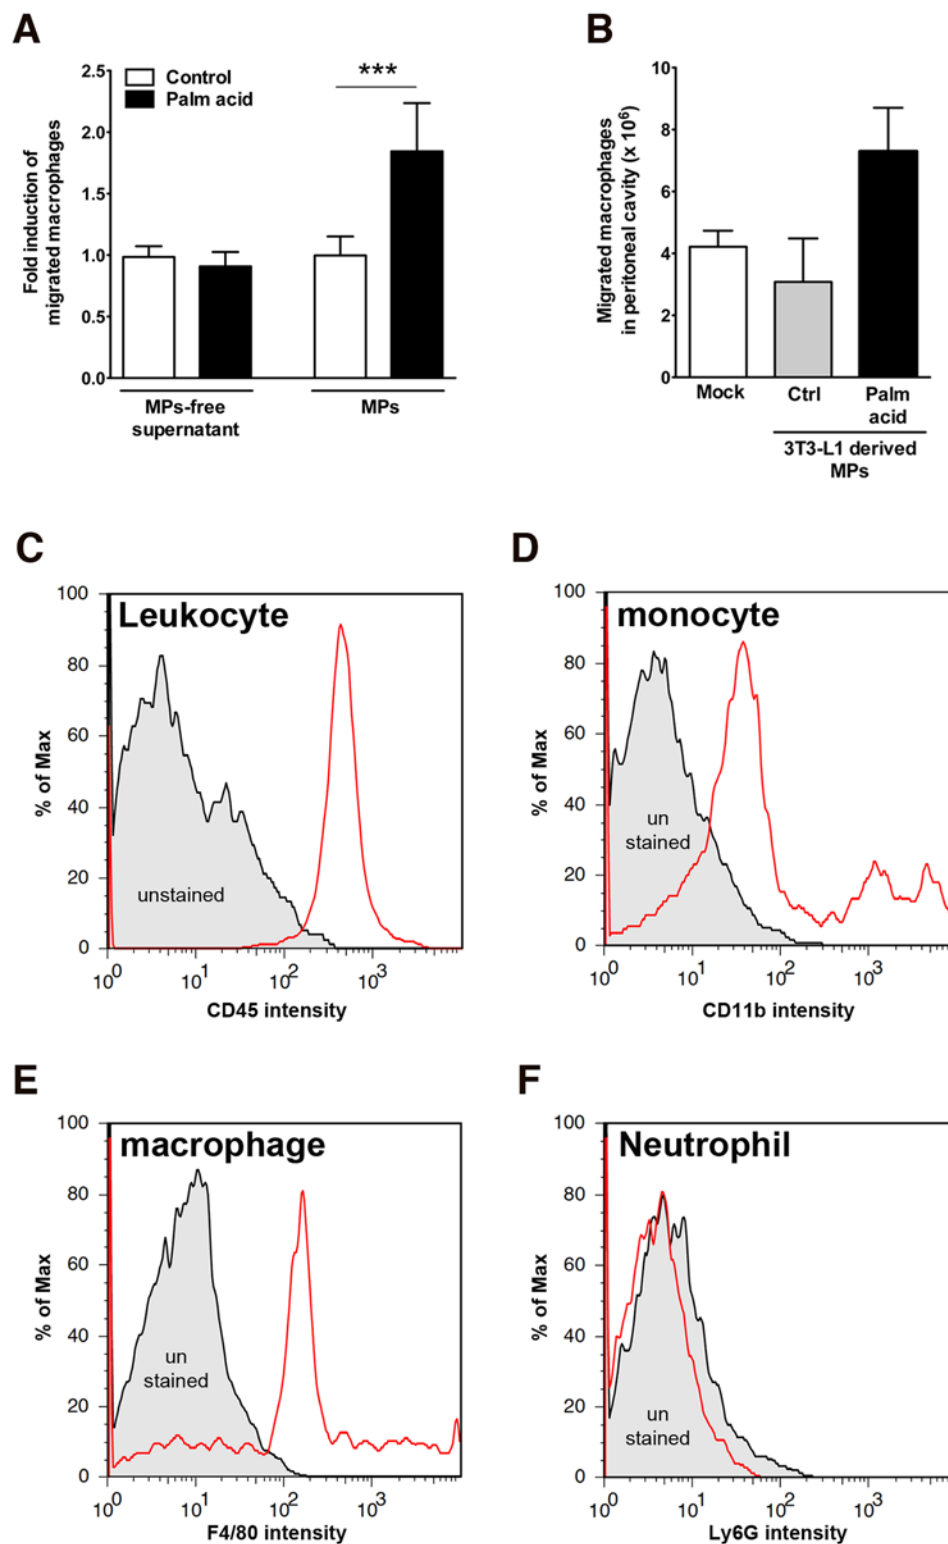 A
Fold induction of
migrated macrophages
2.5
2.0
1.5
1.0
0.5
0.0
Control
Palm acid
***
MPs-free
supernatant
MPs
B
Migrated macrophages
in peritoneal cavity (x 10⁶)
10
8
6
4
2
0
Mock
Ctrl
Palm
acid
3T3-L1 derived
MPs
C
% of Max
100
80
60
40
20
0
Leukocyte
unstained
10⁰ 10¹ 10² 10³
CD45 intensity
D
% of Max
100
80
60
40
20
0
monocyte
un
stained
10⁰ 10¹ 10² 10³
CD11b intensity
E
% of Max
100
80
60
40
20
0
macrophage
un
stained
10⁰ 10¹ 10² 10³
F4/80 intensity
F
% of Max
100
80
60
40
20
0
Neutrophil
un
stained
10⁰ 10¹ 10² 10³
Ly6G intensity